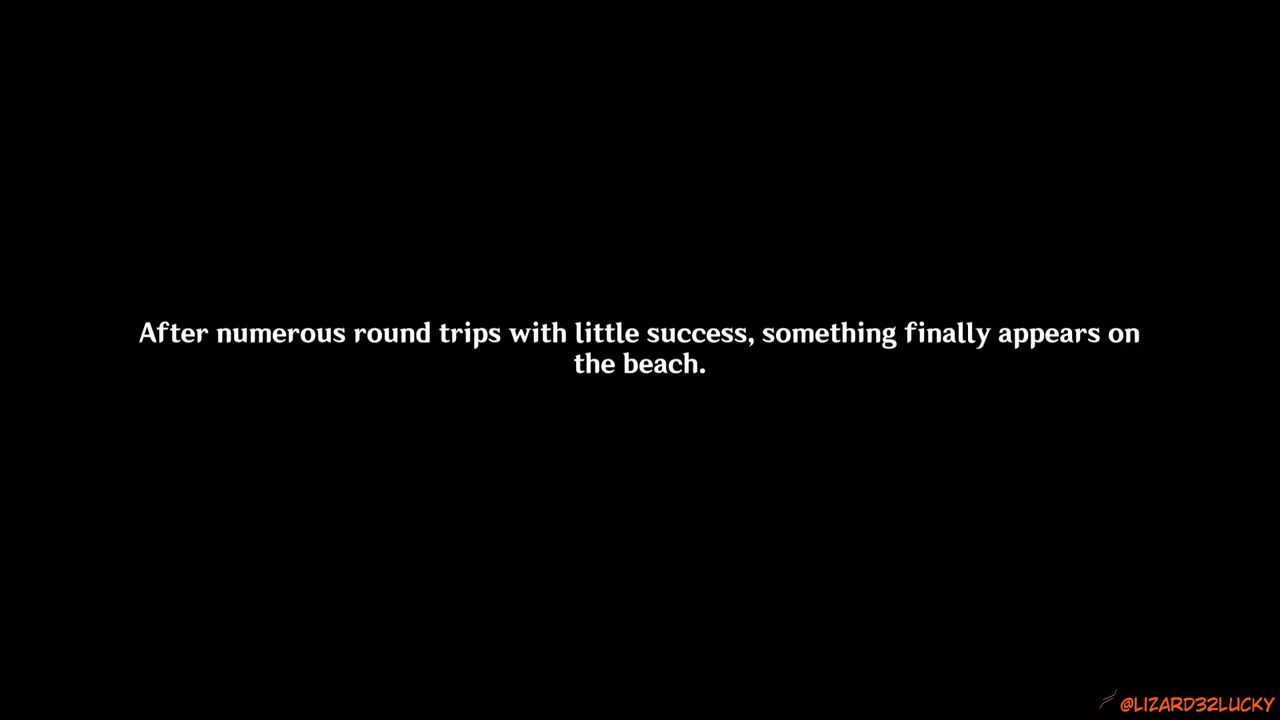 After numerous round trips with little success, something finally appears on
the beach.
@LIZARD32LUCKY